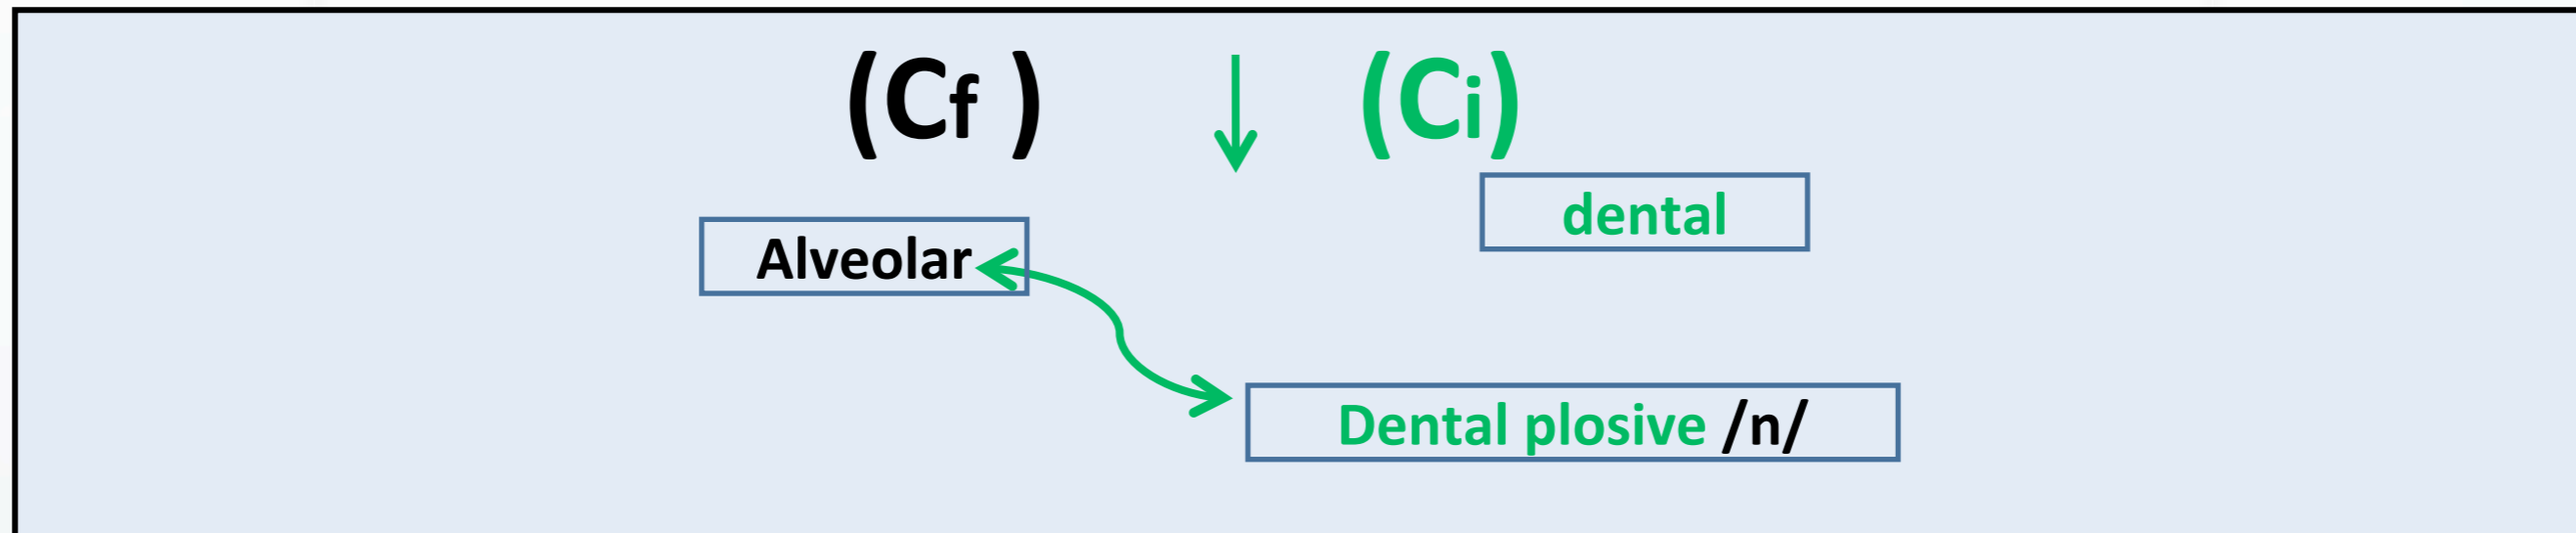 (Cf ) (Ci)
dental
Alveolar
Dental plosive /n/